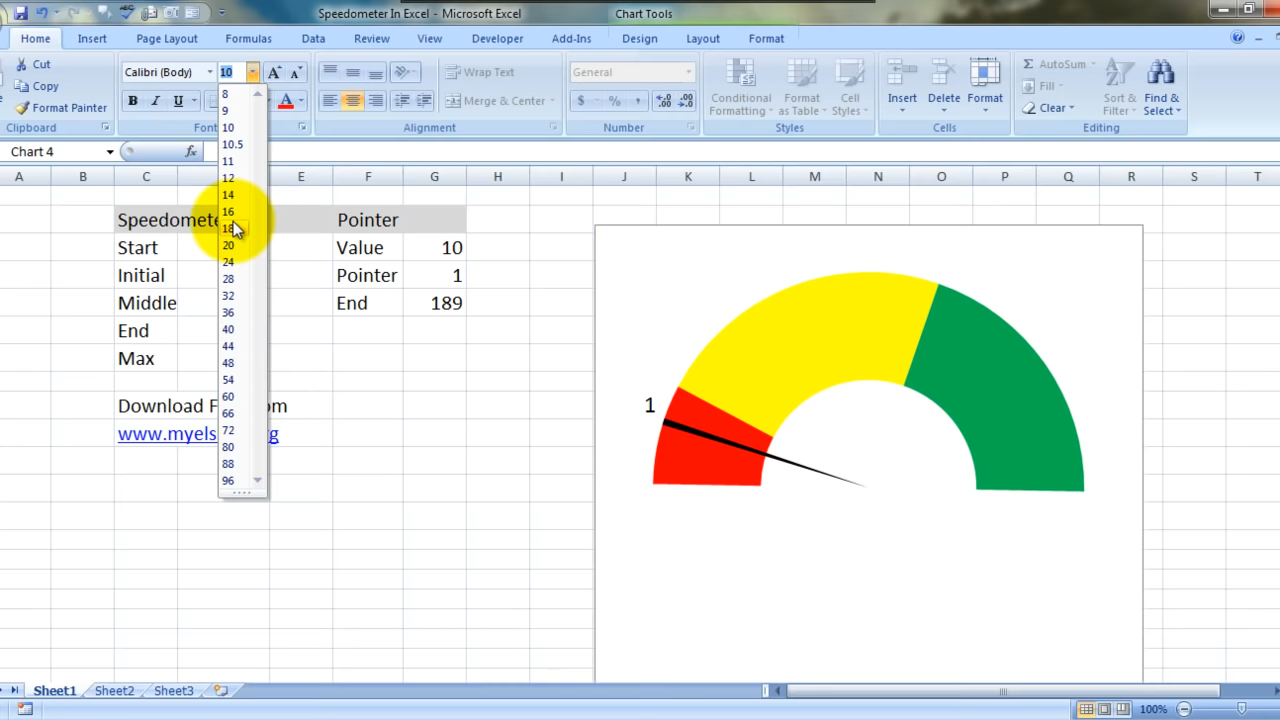 Speedometer In Excel - Microsoft Excel
Chart Tools
Home Insert Page Layout Formulas Data Review View Developer Add-Ins Design Layout Format
Cut
Copy
Format Painter
Clipboard
Calibri (Body) 10
B I U
Wrap Text
Merge & Center
Alignment
General
$ % ,
Number
Conditional Formatting
Format as Table
Cell Styles
Styles
Insert Delete Format
Cells
AutoSum
Fill
Clear
Sort & Filter
Find & Select
Editing
Chart 4
fx
8
9
10
10.5
11
12
14
16
18
20
24
28
32
36
40
44
48
54
60
66
72
80
88
96
A B C E F G H I J K L M N O P Q R S T
Speedomete Pointer
Start Value 10
Initial Pointer 1
Middle End 189
End
Max
Download F om
www.myels g
1
Sheet1 Sheet2 Sheet3
100%